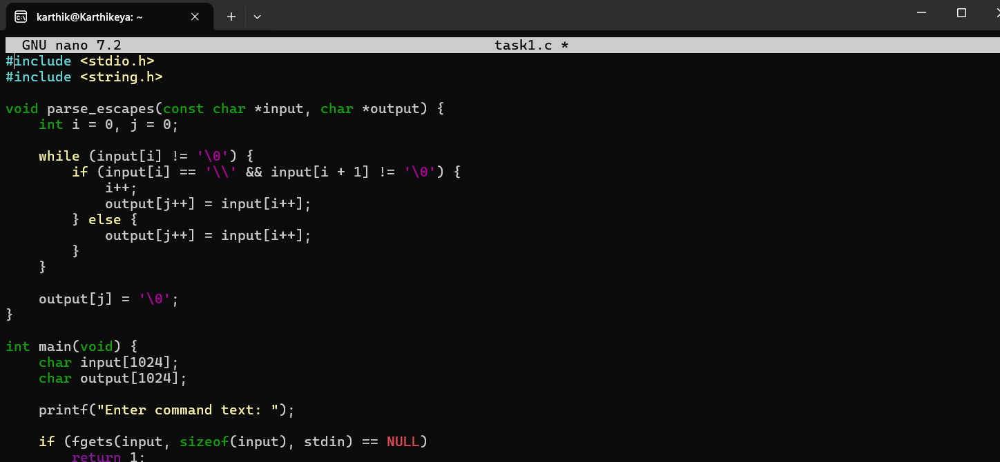 karthik@Karthikeya: ~
GNU nano 7.2 task1.c *
#include <stdio.h>
#include <string.h>

void parse_escapes(const char *input, char *output) {
    int i = 0, j = 0;

    while (input[i] != '\0') {
        if (input[i] == '\\' && input[i + 1] != '\0') {
            i++;
            output[j++] = input[i++];
        } else {
            output[j++] = input[i++];
        }
    }

    output[j] = '\0';
}

int main(void) {
    char input[1024];
    char output[1024];

    printf("Enter command text: ");

    if (fgets(input, sizeof(input), stdin) == NULL)
        return 1;